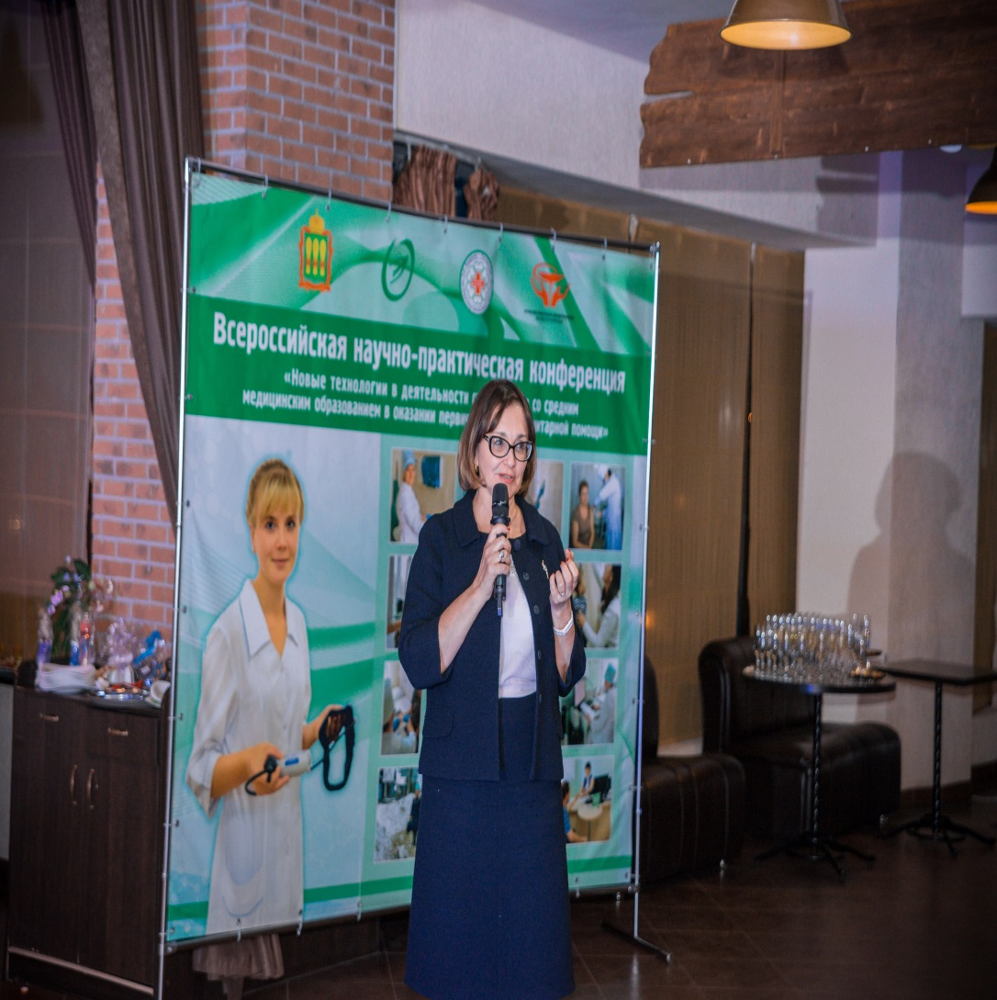 Всероссийская научно-практическая конференция
«Новые технологии в деятельности со средним
медицинским образованием в оказании помощи»